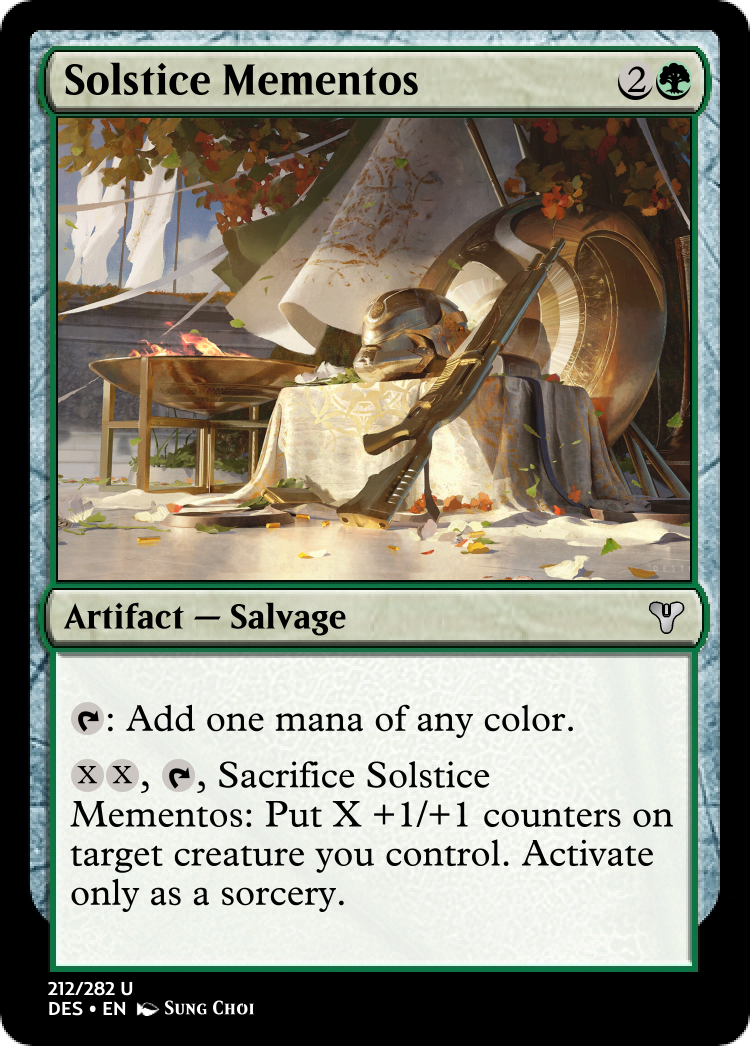 Solstice Mementos 2
Artifact — Salvage
: Add one mana of any color.
X X, , Sacrifice Solstice
Mementos: Put X +1/+1 counters on
target creature you control. Activate
only as a sorcery.
212/282 U
DES • EN Sung Choi